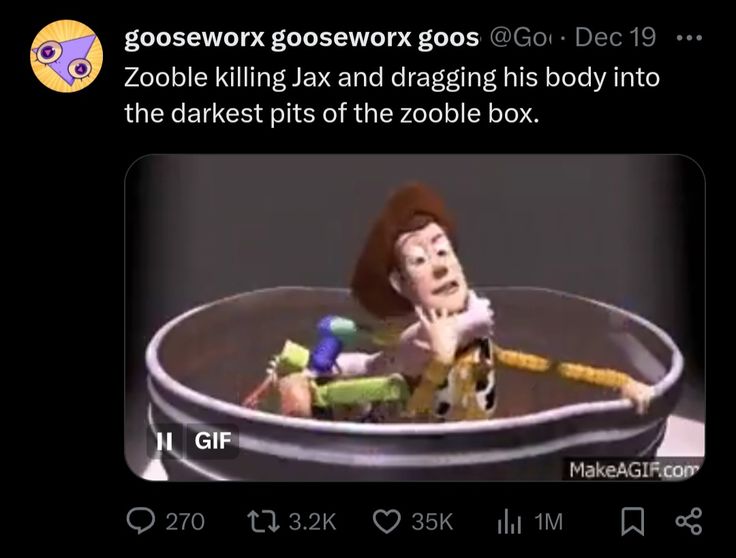 gooseworx gooseworx goos @Goo · Dec 19
Zooble killing Jax and dragging his body into
the darkest pits of the zooble box.
GIF
MakeAGIF.com
270 3.2K 35K 1M